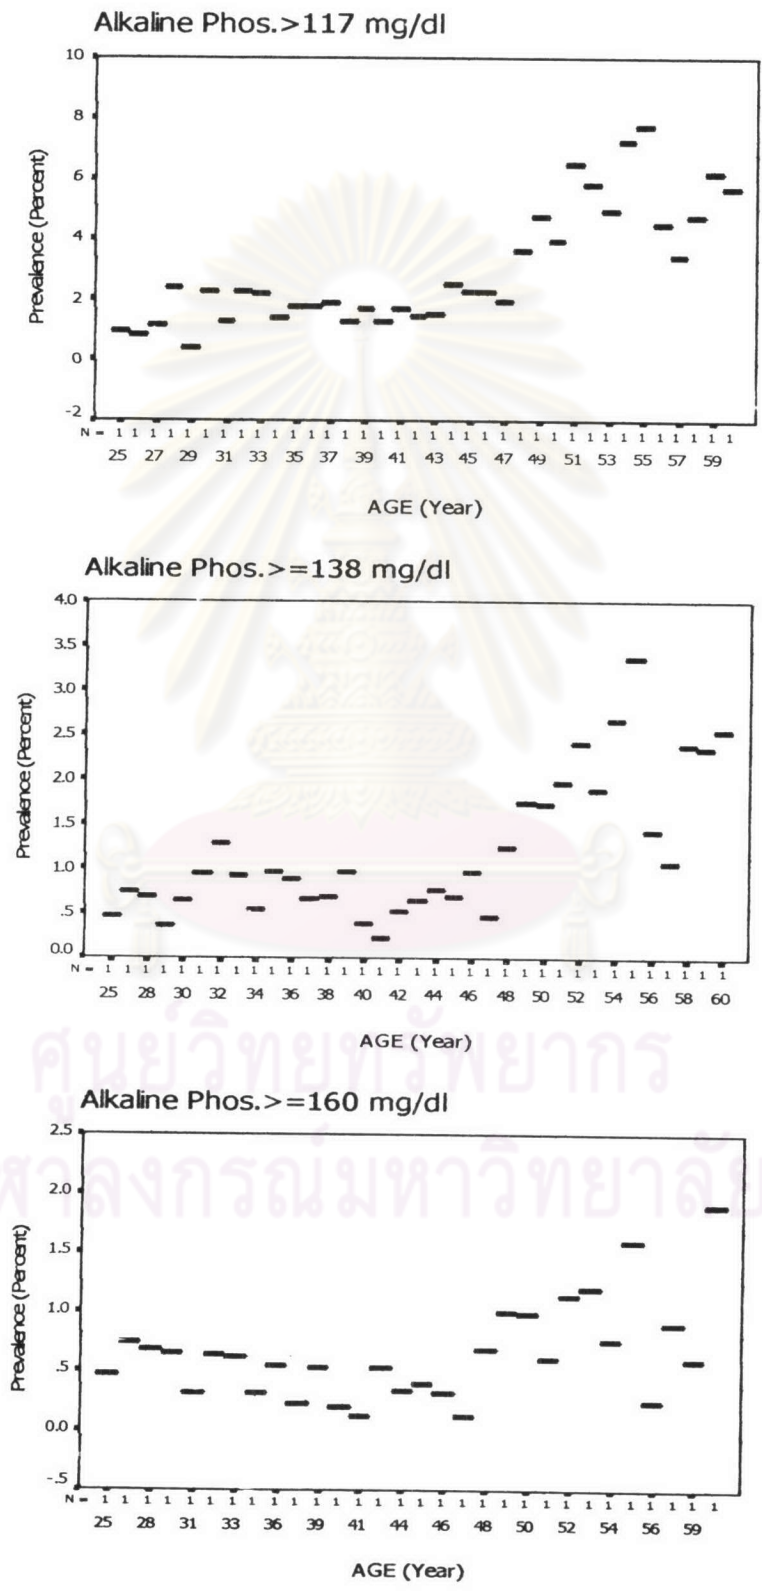 Alkaline Phos.>117 mg/dl
10
8
6
4
2
0
-2
Prevalence (Percent)
N = 1 1 1 1 1 1 1 1 1 1 1 1 1 1 1 1 1 1 1 1 1 1 1 1 1 1 1 1 1 1 1 1 1 1 1 1
25 27 29 31 33 35 37 39 41 43 45 47 49 51 53 55 57 59
AGE (Year)
Alkaline Phos.>=138 mg/dl
4.0
3.5
3.0
2.5
2.0
1.5
1.0
.5
0.0
Prevalence (Percent)
N = 1 1 1 1 1 1 1 1 1 1 1 1 1 1 1 1 1 1 1 1 1 1 1 1 1 1 1 1 1 1 1 1 1 1 1
25 28 30 32 34 36 38 40 42 44 46 48 50 52 54 56 58 60
AGE (Year)
ศูนย์วิทยทรัพยากร
Alkaline Phos.>=160 mg/dl
ฬาลงกรณ์มหาวิทยาลัย
2.5
2.0
1.5
1.0
.5
0.0
-.5
Prevalence (Percent)
N = 1 1 1 1 1 1 1 1 1 1 1 1 1 1 1 1 1 1 1 1 1 1 1 1 1 1 1 1 1 1
25 28 31 33 36 39 41 44 46 48 50 52 54 56 59
AGE (Year)